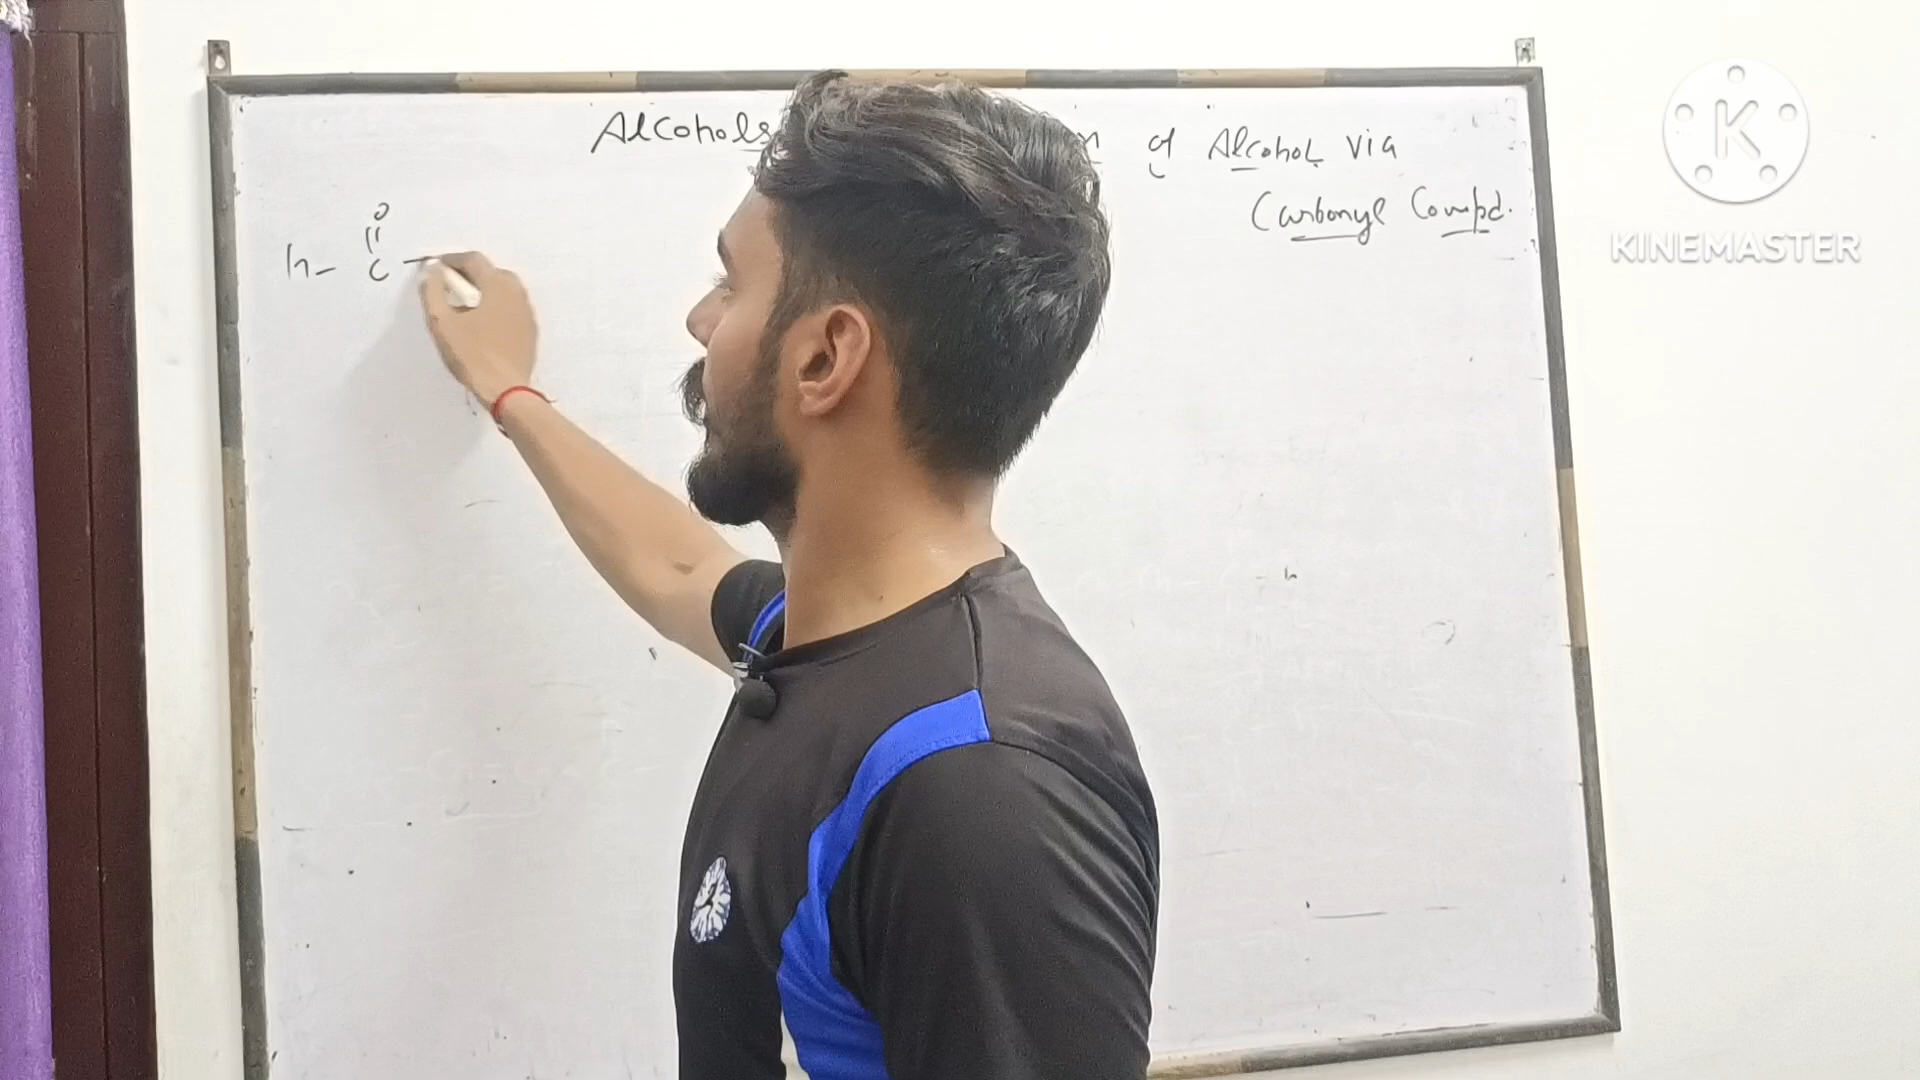 Alcohols of Alcohol via
Carbonyl Compd.
O
||
H- C -
K
KINEMASTER